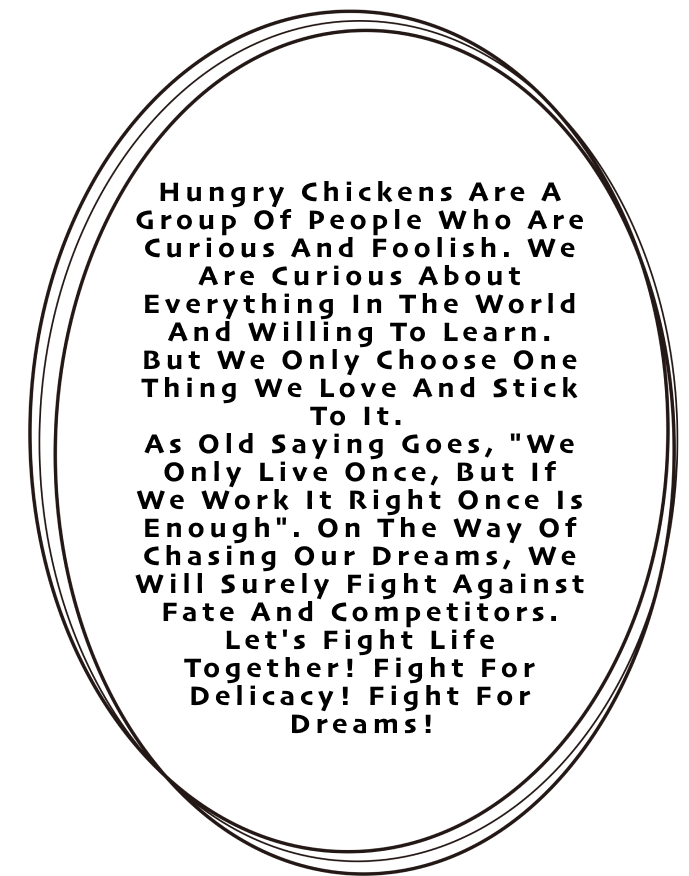 Hungry Chickens Are A
Group Of People Who Are
Curious And Foolish. We
Are Curious About
Everything In The World
And Willing To Learn.
But We Only Choose One
Thing We Love And Stick
To It.
As Old Saying Goes, "We
Only Live Once, But If
We Work It Right Once Is
Enough". On The Way Of
Chasing Our Dreams, We
Will Surely Fight Against
Fate And Competitors.
Let's Fight Life
Together! Fight For
Delicacy! Fight For
Dreams!